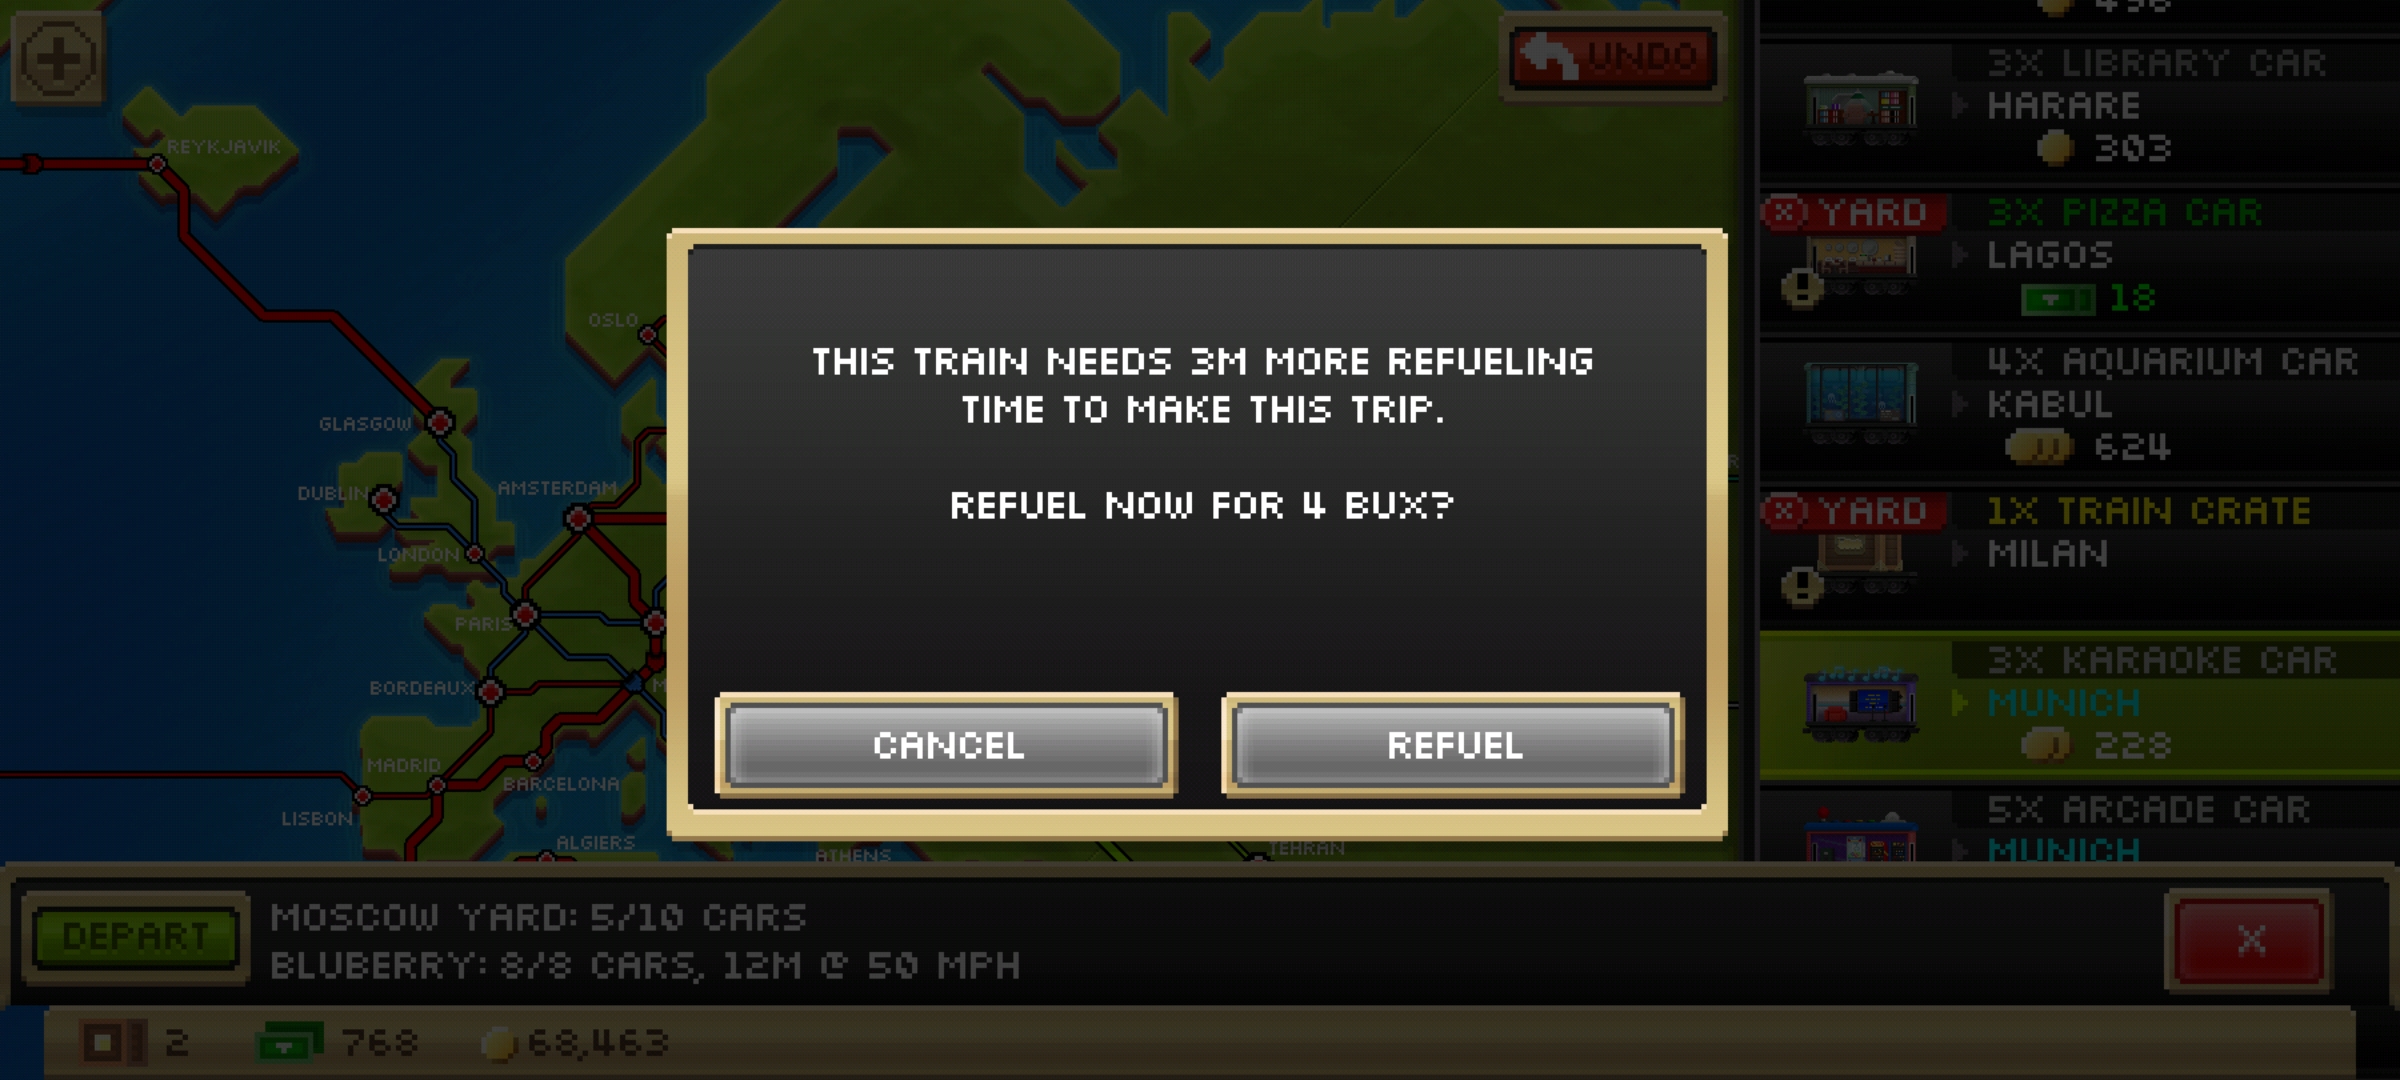 UNDO
REYKJAVIK
OSLO
GLASGOW
DUBLIN
AMSTERDAM
LONDON
PARIS
BORDEAUX
MADRID
BARCELONA
LISBON
ALGIERS
ATHENS
TEHRAN
THIS TRAIN NEEDS 3M MORE REFUELING
TIME TO MAKE THIS TRIP.
REFUEL NOW FOR 4 BUX?
CANCEL
REFUEL
496
3X LIBRARY CAR
HARARE
303
YARD
3X PIZZA CAR
LAGOS
18
4X AQUARIUM CAR
KABUL
624
YARD
1X TRAIN CRATE
MILAN
3X KARAOKE CAR
MUNICH
228
5X ARCADE CAR
MUNICH
DEPART
MOSCOW YARD: 5/10 CARS
BLUBERRY: 8/8 CARS, 12M @ 50 MPH
X
2
768
68,463